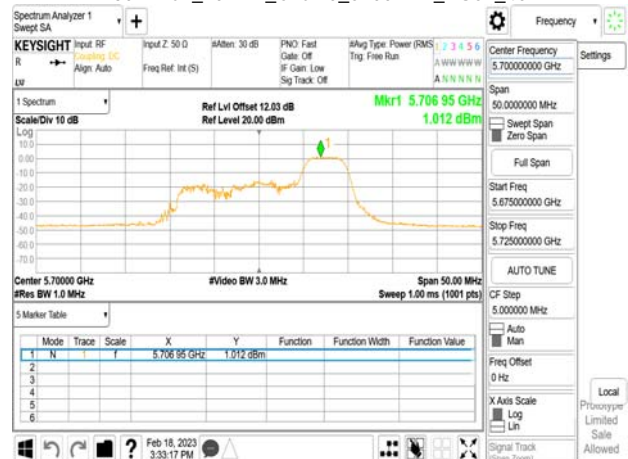 Spectrum Analyzer 1
Swept SA
Frequency
KEYSIGHT
R
Input: RF
Coupling: DC
Align: Auto
Input Z: 50 Ω
Freq Ref: Int (S)
#Atten: 30 dB
PNO: Fast
Gate: Off
IF Gain: Low
Sig Track: Off
#Avg Type: Power (RMS)
Trig: Free Run
1 2 3 4 5 6
A W W W W W
A N N N N N
1 Spectrum
Scale/Div 10 dB
Ref Lvl Offset 12.03 dB
Ref Level 20.00 dBm
Mkr1 5.706 95 GHz
1.012 dBm
Log
10.0
0.00
-10.0
-20.0
-30.0
-40.0
-50.0
-60.0
-70.0
1
Center 5.70000 GHz
#Res BW 1.0 MHz
#Video BW 3.0 MHz
Span 50.00 MHz
Sweep 1.00 ms (1001 pts)
5 Marker Table
Mode Trace Scale X Y Function Function Width Function Value
1 N 1 f 5.706 95 GHz 1.012 dBm
2
3
4
5
6
Feb 18, 2023
3:33:17 PM
Center Frequency
5.700000000 GHz
Settings
Span
50.0000000 MHz
Swept Span
Zero Span
Full Span
Start Freq
5.675000000 GHz
Stop Freq
5.725000000 GHz
AUTO TUNE
CF Step
5.000000 MHz
Auto
Man
Freq Offset
0 Hz
X Axis Scale
Log
Lin
Signal Track
Local
Prototype
Limited
Sale
Allowed